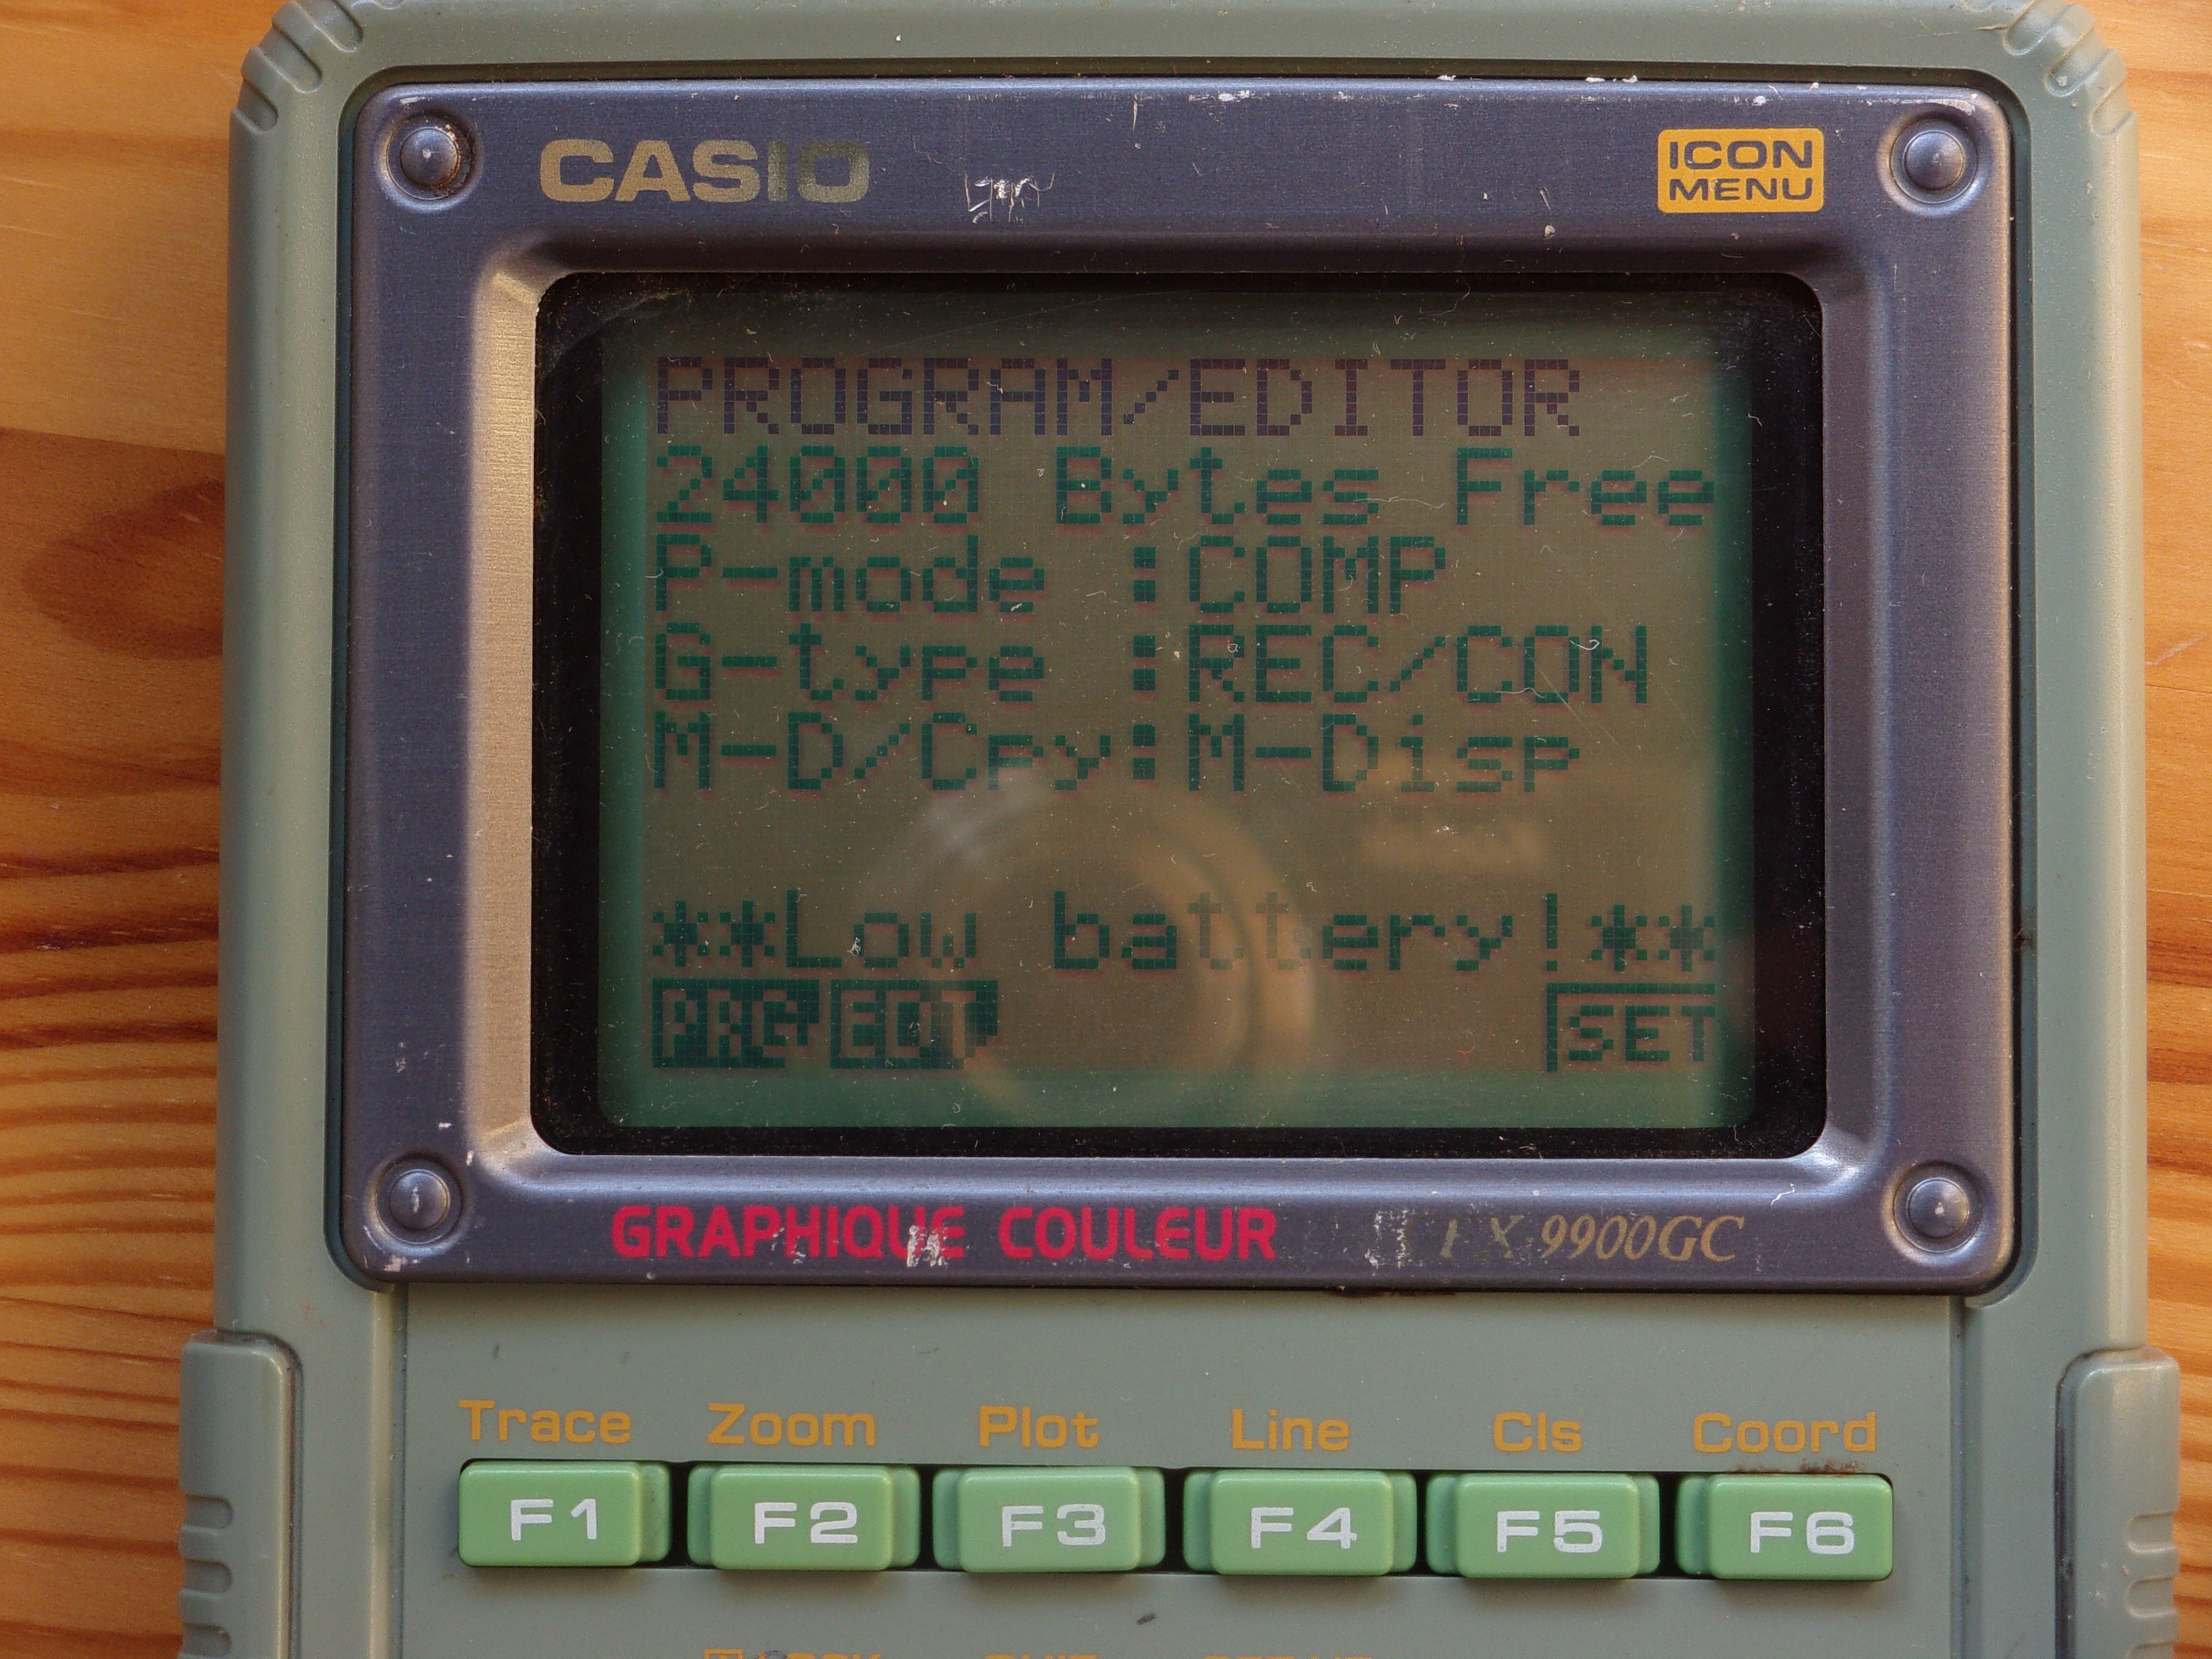 CASIO
ICON
MENU
PROGRAM/EDITOR
24000 Bytes Free
P-mode :COMP
G-type :REC/CON
M-D/Cpy:M-Disp
**Low battery!**
PRG EDT SET
GRAPHIQUE COULEUR CFX-9900GC
Trace Zoom Plot Line Cls Coord
F1 F2 F3 F4 F5 F6